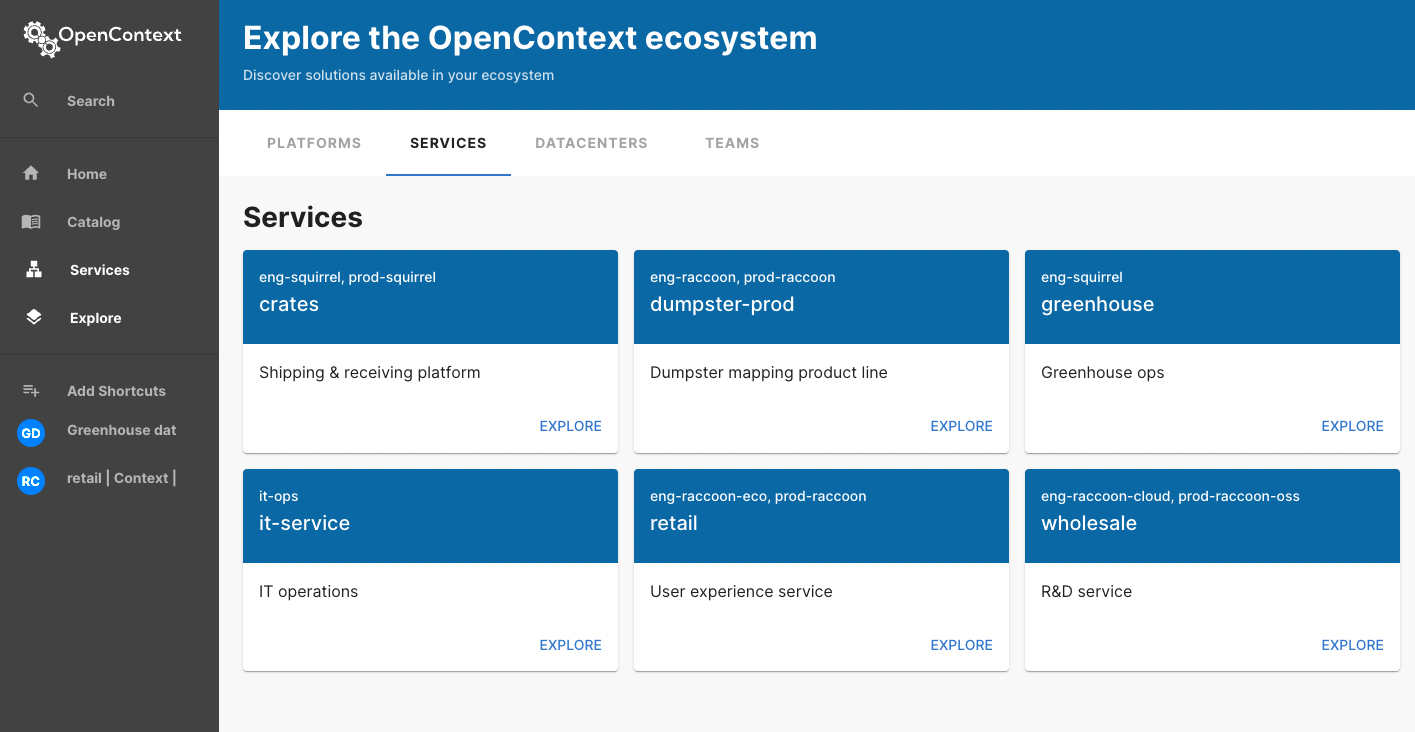 OpenContext
Search
Home
Catalog
Services
Explore
Add Shortcuts
GD Greenhouse dat
RC retail | Context |
Explore the OpenContext ecosystem
Discover solutions available in your ecosystem
PLATFORMS SERVICES DATACENTERS TEAMS
Services
eng-squirrel, prod-squirrel
crates
Shipping & receiving platform
EXPLORE
eng-raccoon, prod-raccoon
dumpster-prod
Dumpster mapping product line
EXPLORE
eng-squirrel
greenhouse
Greenhouse ops
EXPLORE
it-ops
it-service
IT operations
EXPLORE
eng-raccoon-eco, prod-raccoon
retail
User experience service
EXPLORE
eng-raccoon-cloud, prod-raccoon-oss
wholesale
R&D service
EXPLORE